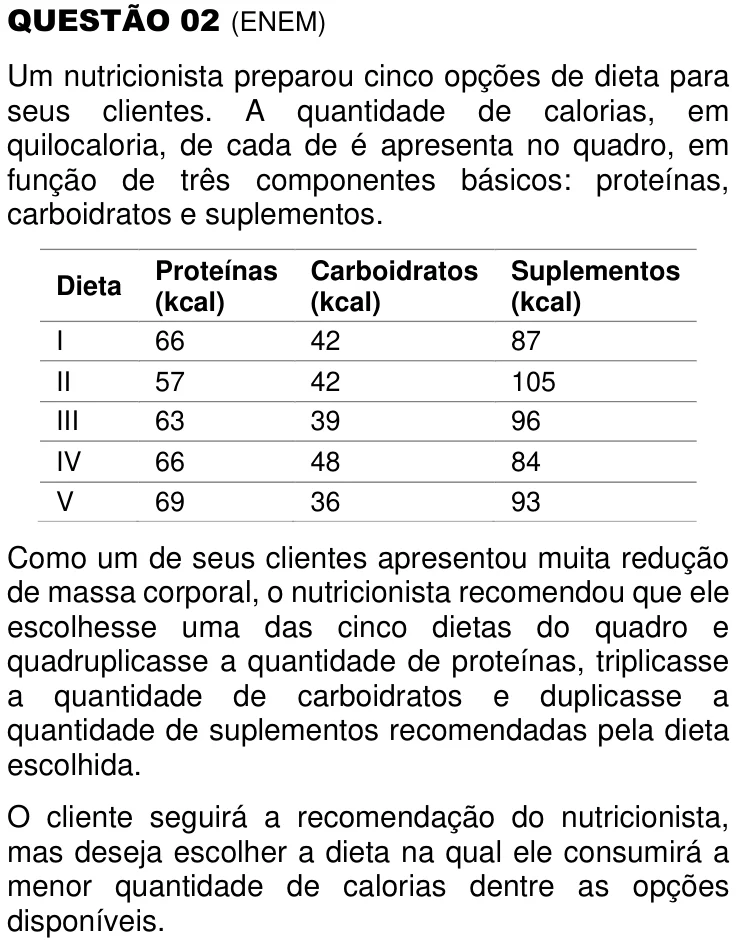 QUESTÃO 02 (ENEM)
Um nutricionista preparou cinco opções de dieta para
seus clientes. A quantidade de calorias, em
quilocaloria, de cada de é apresenta no quadro, em
função de três componentes básicos: proteínas,
carboidratos e suplementos.
Dieta Proteínas (kcal) Carboidratos (kcal) Suplementos (kcal)
I 66 42 87
II 57 42 105
III 63 39 96
IV 66 48 84
V 69 36 93
Como um de seus clientes apresentou muita redução
de massa corporal, o nutricionista recomendou que ele
escolhesse uma das cinco dietas do quadro e
quadruplicasse a quantidade de proteínas, triplicasse
a quantidade de carboidratos e duplicasse a
quantidade de suplementos recomendadas pela dieta
escolhida.
O cliente seguirá a recomendação do nutricionista,
mas deseja escolher a dieta na qual ele consumirá a
menor quantidade de calorias dentre as opções
disponíveis.